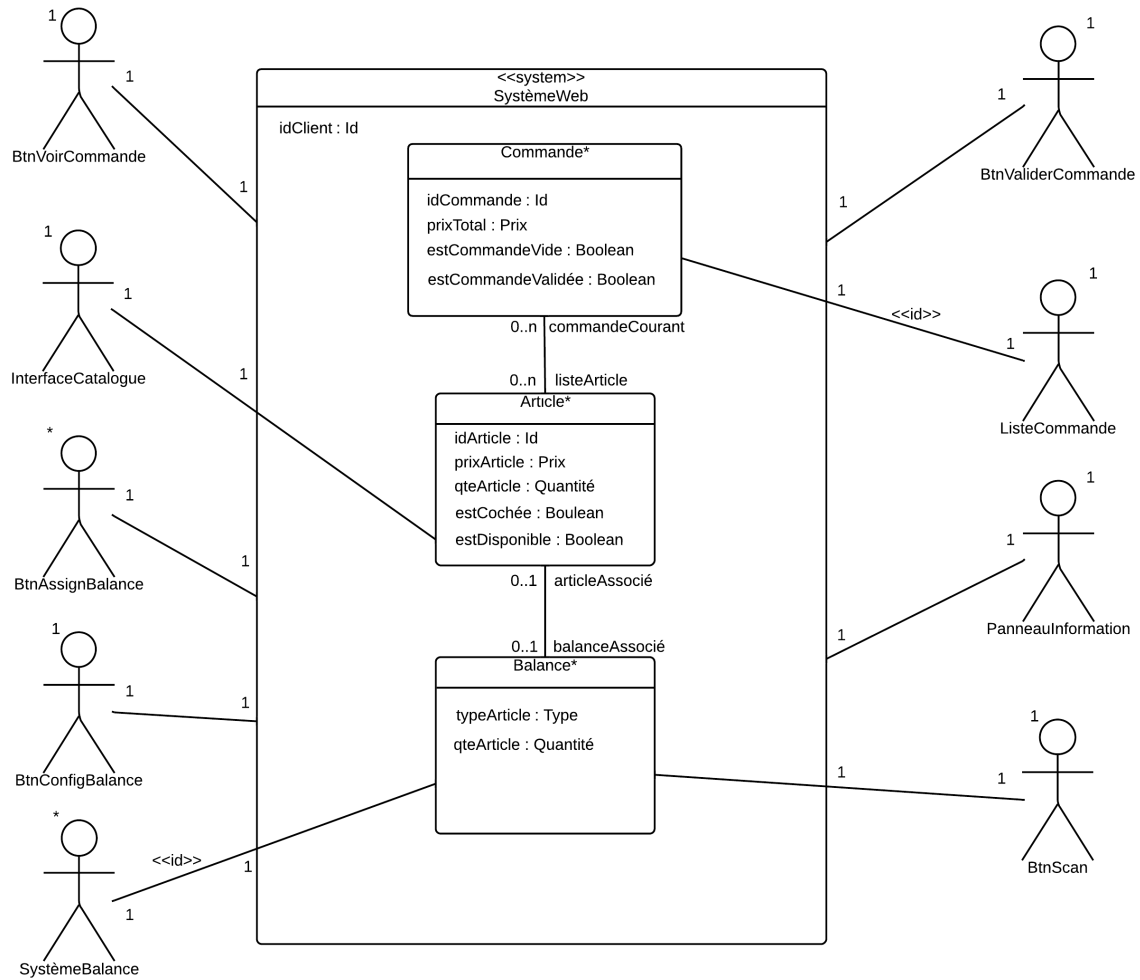 1
1
BtnVoirCommande
1
1
InterfaceCatalogue
1
1
*
BtnAssignBalance
1
1
1
BtnConfigBalance
1
1
*
SystèmeBalance
<<id>>
1
1
<<system>>
SystèmeWeb
idClient : Id
Commande*
idCommande : Id
prixTotal : Prix
estCommandeVide : Boolean
estCommandeValidée : Boolean
0..n commandeCourant
0..n listeArticle
Article*
idArticle : Id
prixArticle : Prix
qteArticle : Quantité
estCochée : Boulean
estDisponible : Boolean
0..1 articleAssocié
0..1 balanceAssocié
Balance*
typeArticle : Type
qteArticle : Quantité
1
1
BtnValiderCommande
1
1
1
<<id>>
1
ListeCommande
1
1
1
PanneauInformation
1
1
1
BtnScan